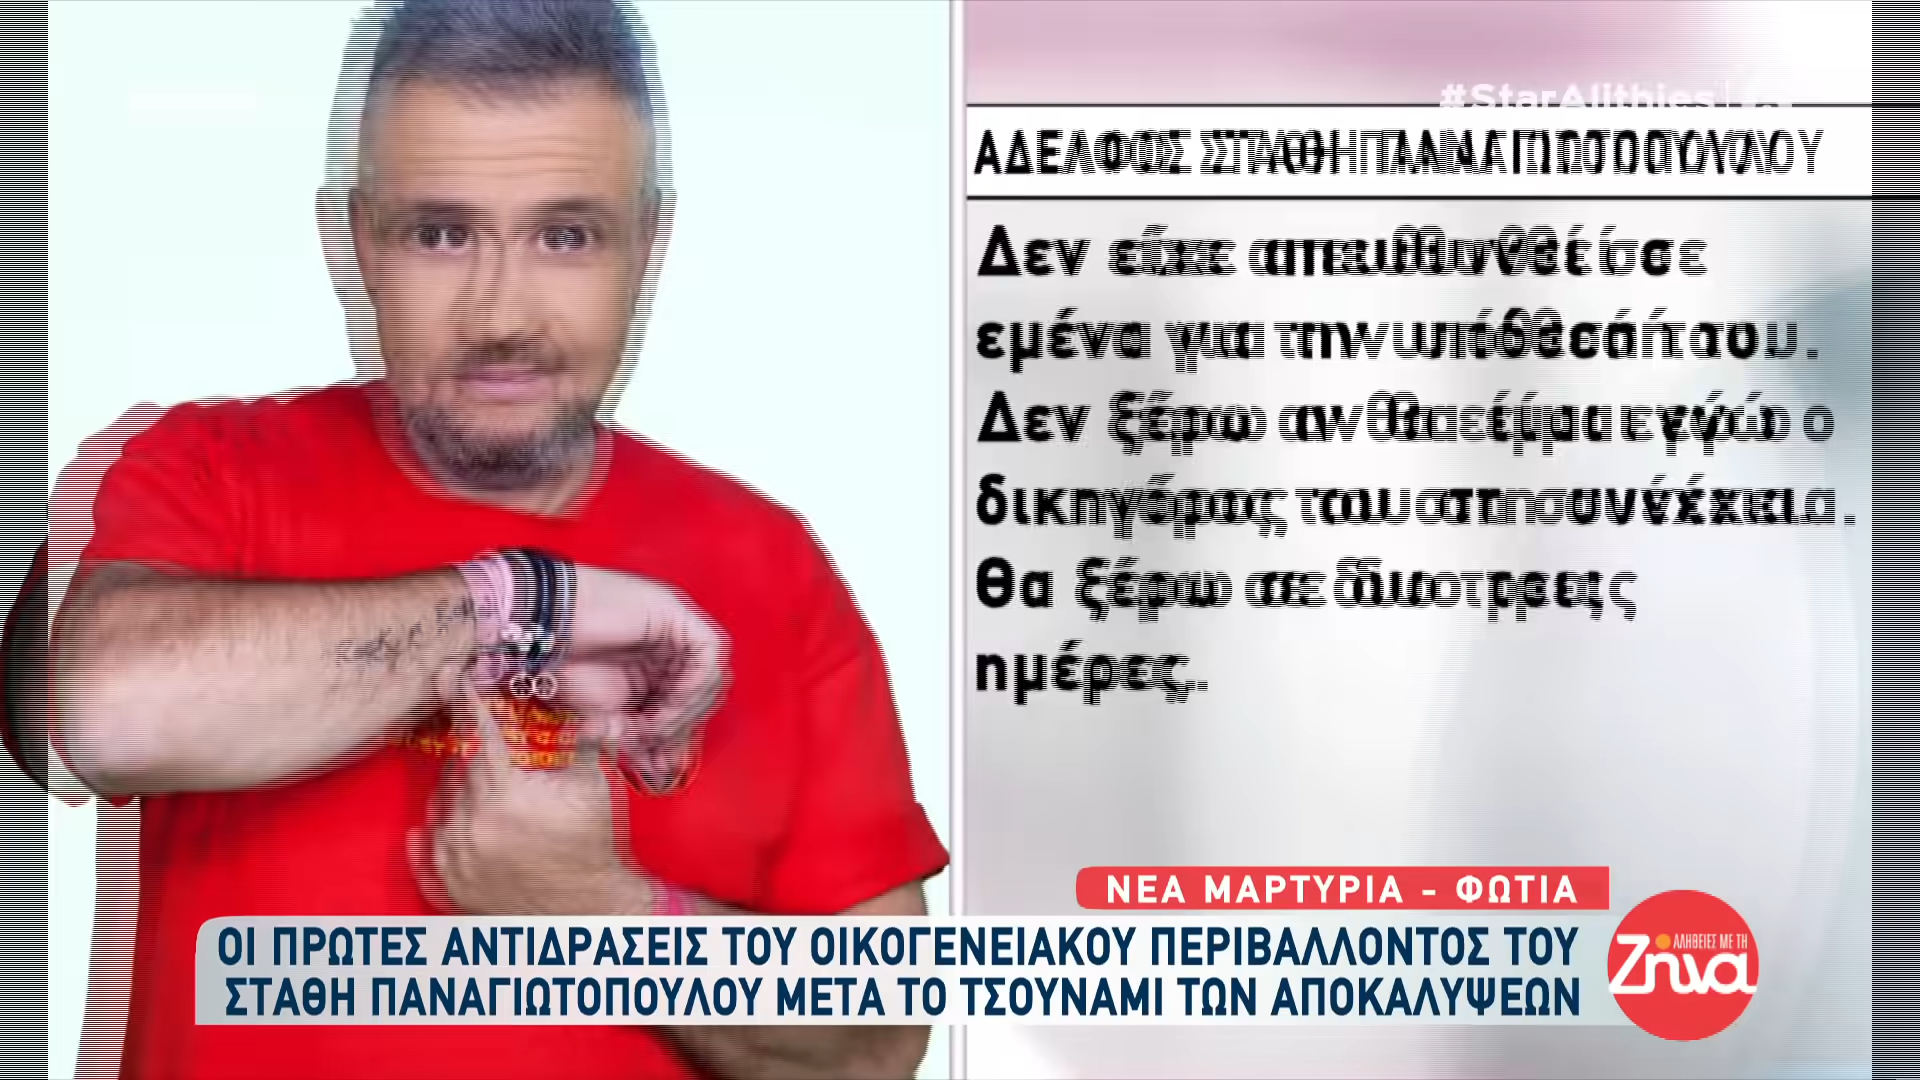 #StarAlithies
ΑΔΕΛΦΟΣ ΣΤΑΘΗ ΠΑΝΑΓΙΩΤΟΠΟΥΛΟΥ
Δεν είχε απευθυνθεί σε
εμένα για την υπόθεσή του.
Δεν ξέρω αν θα είμαι εγώ ο
δικηγόρος του στη συνέχεια.
Θα ξέρω σε δυο τρεις
ημέρες.
ΝΕΑ ΜΑΡΤΥΡΙΑ - ΦΩΤΙΑ
ΟΙ ΠΡΩΤΕΣ ΑΝΤΙΔΡΑΣΕΙΣ ΤΟΥ ΟΙΚΟΓΕΝΕΙΑΚΟΥ ΠΕΡΙΒΑΛΛΟΝΤΟΣ ΤΟΥ
ΣΤΑΘΗ ΠΑΝΑΓΙΩΤΟΠΟΥΛΟΥ ΜΕΤΑ ΤΟ ΤΣΟΥΝΑΜΙ ΤΩΝ ΑΠΟΚΑΛΥΨΕΩΝ
ΑΛΗΘΕΙΕΣ ΜΕ ΤΗ
Ζήνα